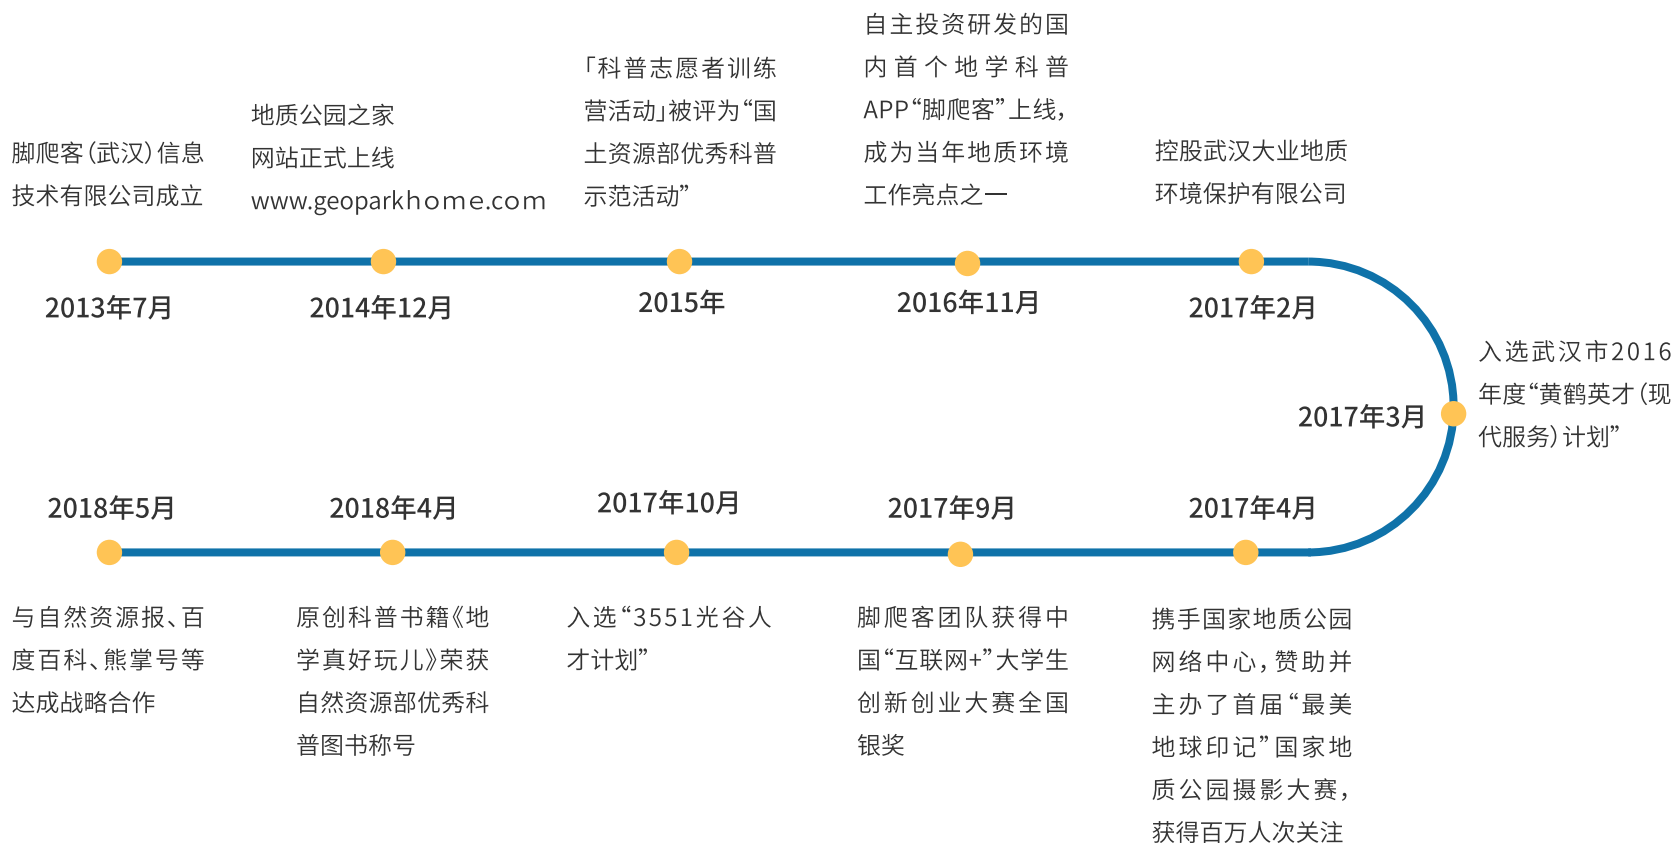 脚爬客（武汉）信息
技术有限公司成立
2013年7月
地质公园之家
网站正式上线
www.geoparkhome.com
2014年12月
「科普志愿者训练
营活动」被评为“国
土资源部优秀科普
示范活动”
2015年
自主投资研发的国
内首个地学科普
APP“脚爬客”上线，
成为当年地质环境
工作亮点之一
2016年11月
控股武汉大业地质
环境保护有限公司
2017年2月
2017年3月
入选武汉市2016
年度“黄鹤英才（现
代服务）计划”
2017年4月
携手国家地质公园
网络中心，赞助并
主办了首届“最美
地球印记”国家地
质公园摄影大赛，
获得百万人次关注
2017年9月
脚爬客团队获得中
国“互联网+”大学生
创新创业大赛全国
银奖
2017年10月
入选“3551光谷人
才计划”
2018年4月
原创科普书籍《地
学真好玩儿》荣获
自然资源部优秀科
普图书称号
2018年5月
与自然资源报、百
度百科、熊掌号等
达成战略合作